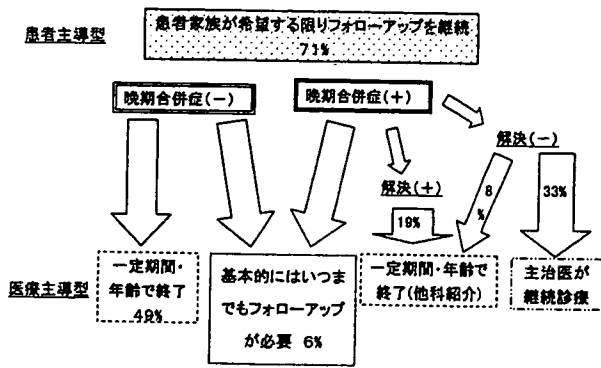 患者主導型
患者家族が希望する限りフォローアップを継続
71%
晩期合併症(－)
晩期合併症(＋)
解決(－)
解決(＋)
8
%
33%
19%
医療主導型
一定期間・
年齢で終了
49%
基本的にはいつま
でもフォローアップ
が必要 6%
一定期間・年齢で
終了(他科紹介)
主治医が
継続診療